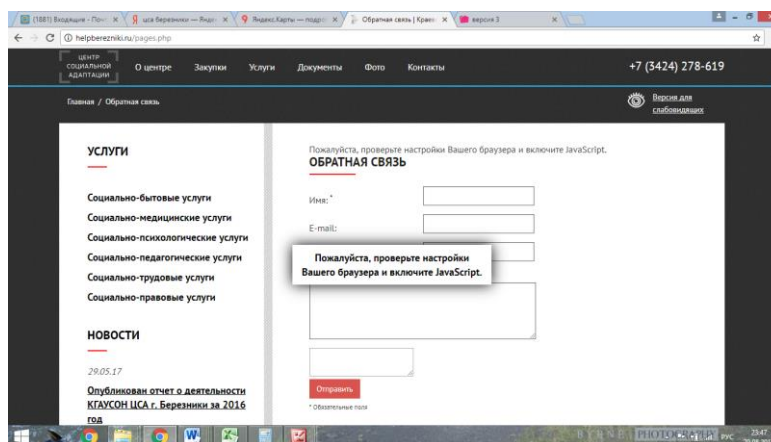 (1881) Входящие - Почт
цса березники — Янде
Яндекс.Карты — подро
Обратная связь | Краев
версия 3
helpberezniki.ru/pages.php
ЦЕНТР
СОЦИАЛЬНОЙ
АДАПТАЦИИ
О центре Закупки Услуги Документы Фото Контакты
+7 (3424) 278-619
Главная / Обратная связь
Версия для
слабовидящих
УСЛУГИ
Социально-бытовые услуги
Социально-медицинские услуги
Социально-психологические услуги
Социально-педагогические услуги
Социально-трудовые услуги
Социально-правовые услуги
НОВОСТИ
29.05.17
Опубликован отчет о деятельности
КГАУСОН ЦСА г. Березники за 2016
год
Пожалуйста, проверьте настройки Вашего браузера и включите JavaScript.
ОБРАТНАЯ СВЯЗЬ
Имя: *
E-mail:
Пожалуйста, проверьте настройки
Вашего браузера и включите JavaScript.
Отправить
* Обязательные поля
PHOTOGRAPHY
РУС
23:47